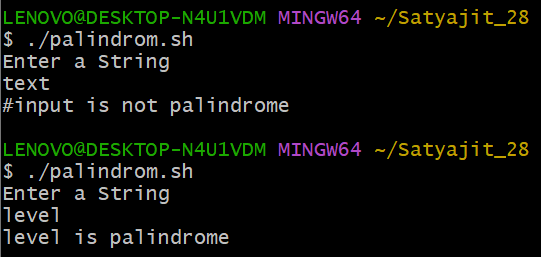 LENOVO@DESKTOP-N4U1VDM MINGW64 ~/Satyajit_28
$ ./palindrom.sh
Enter a String
text
#input is not palindrome
LENOVO@DESKTOP-N4U1VDM MINGW64 ~/Satyajit_28
$ ./palindrom.sh
Enter a String
level
level is palindrome